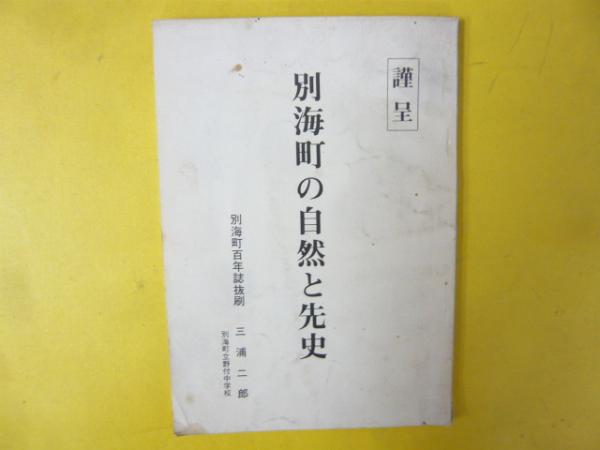 謹呈
別海町の自然と先史
別海町百年誌抜刷
三浦二郎
別海町立野付中学校